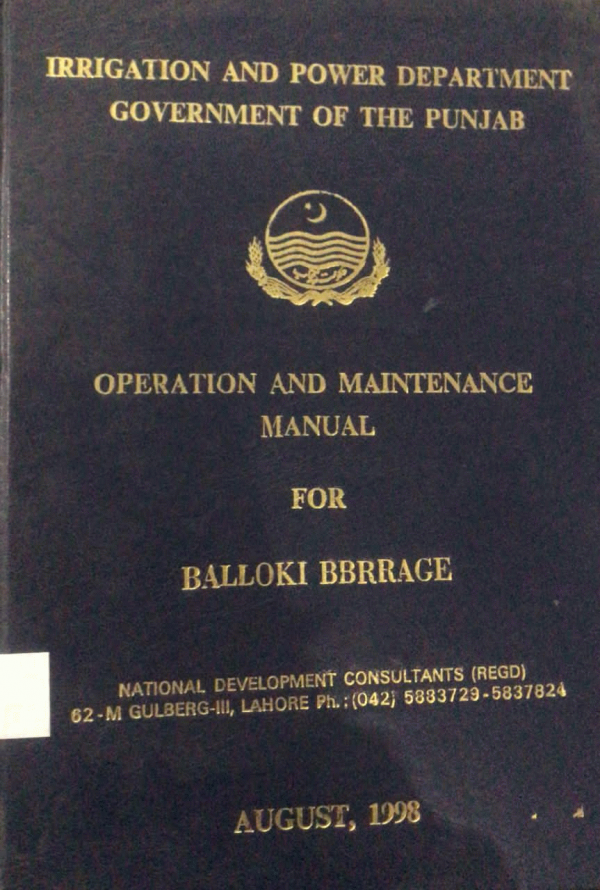 IRRIGATION AND POWER DEPARTMENT
GOVERNMENT OF THE PUNJAB
OPERATION AND MAINTENANCE
MANUAL
FOR
BALLOKI BBRRAGE
NATIONAL DEVELOPMENT CONSULTANTS (REGD)
62-M GULBERG-III, LAHORE Ph.:(042) 5883729-5837824
AUGUST, 1998